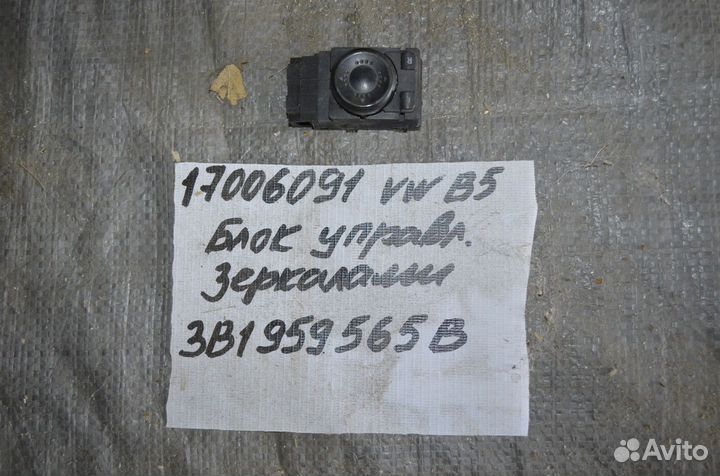 17006091 VW B5
Блок управл.
Зеркалами
3B1959565B
Avito